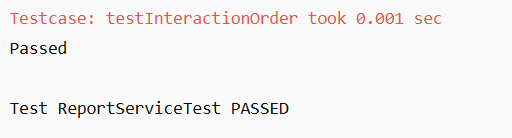 Testcase: testInteractionOrder took 0.001 sec
Passed
Test ReportServiceTest PASSED